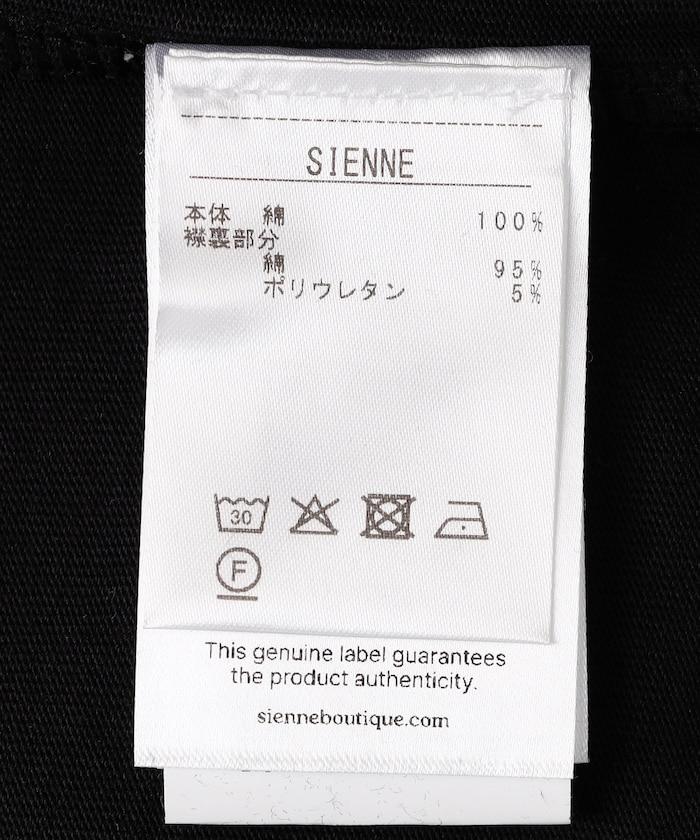 SIENNE
本体 綿 100%
襟裏部分
綿 95%
ポリウレタン 5%
30
F
This genuine label guarantees
the product authenticity.
sienneboutique.com